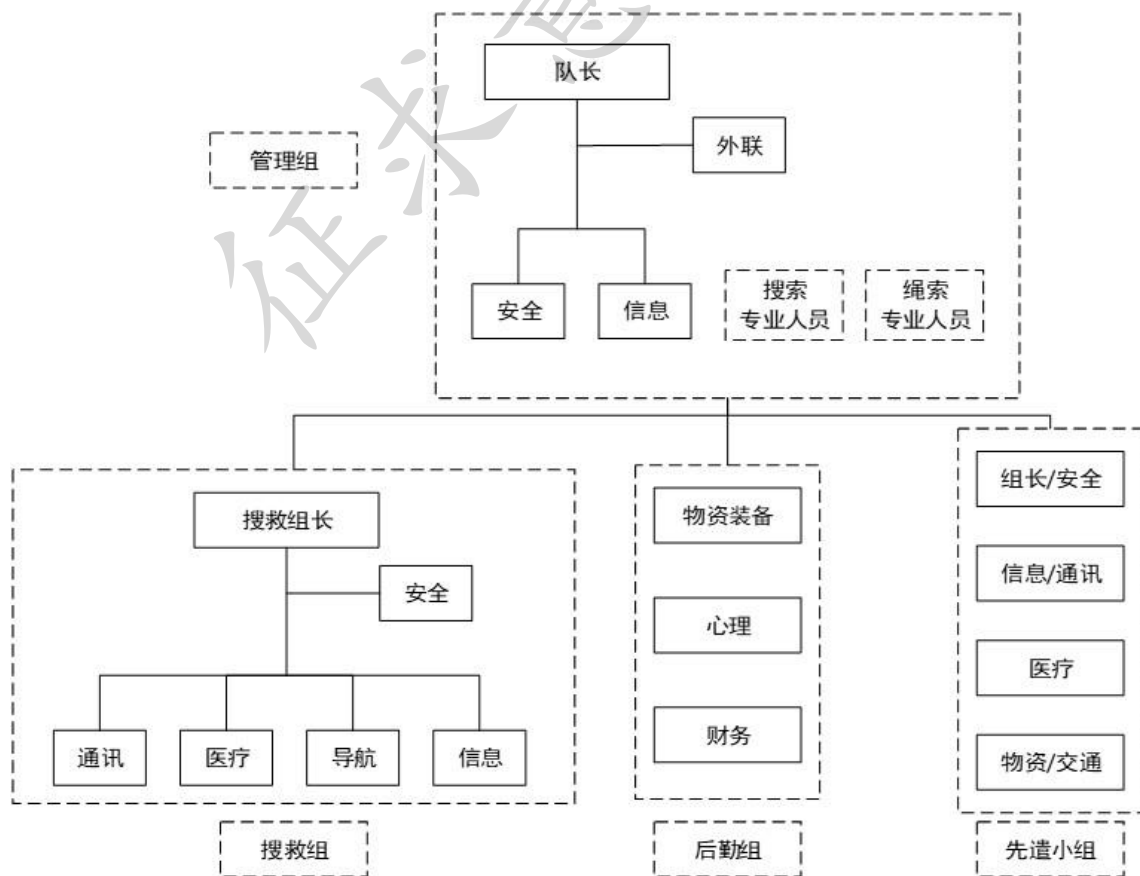 队长
外联
管理组
安全
信息
搜索
专业人员
绳索
专业人员
搜救组长
安全
通讯
医疗
导航
信息
物资装备
心理
财务
组长/安全
信息/通讯
医疗
物资/交通
搜救组
后勤组
先遣小组
征求意